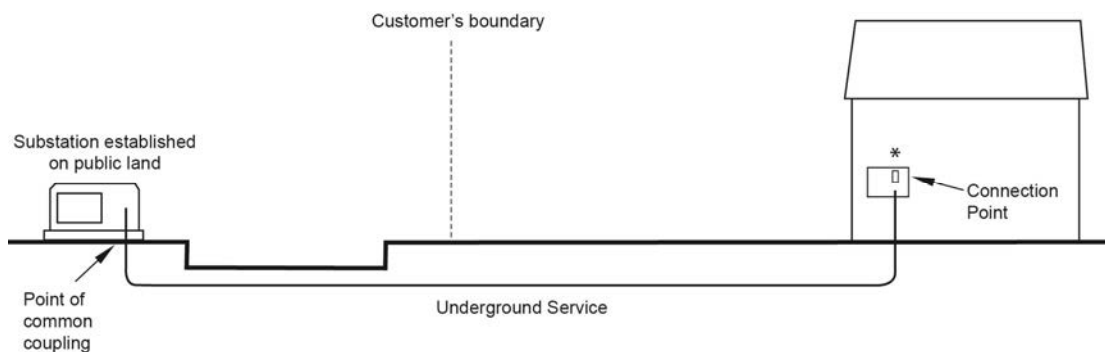 Customer's boundary
Substation established
on public land
*
Connection
Point
Point of
common
coupling
Underground Service